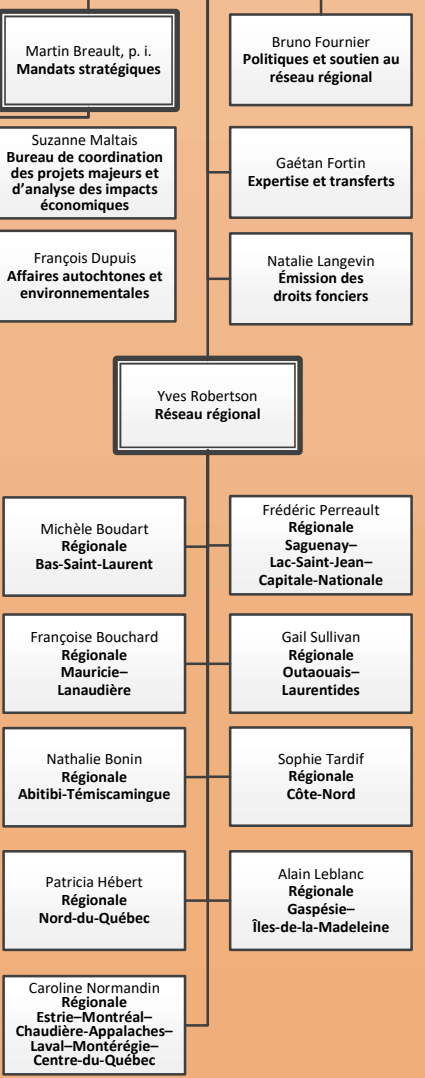 Martin Breault, p. i.
Mandats stratégiques
Bruno Fournier
Politiques et soutien au
réseau régional
Suzanne Maltais
Bureau de coordination
des projets majeurs et
d’analyse des impacts
économiques
Gaétan Fortin
Expertise et transferts
François Dupuis
Affaires autochtones et
environnementales
Natalie Langevin
Émission des
droits fonciers
Yves Robertson
Réseau régional
Michèle Boudart
Régionale
Bas-Saint-Laurent
Frédéric Perreault
Régionale
Saguenay–
Lac-Saint-Jean–
Capitale-Nationale
Françoise Bouchard
Régionale
Mauricie–
Lanaudière
Gail Sullivan
Régionale
Outaouais–
Laurentides
Nathalie Bonin
Régionale
Abitibi-Témiscamingue
Sophie Tardif
Régionale
Côte-Nord
Patricia Hébert
Régionale
Nord-du-Québec
Alain Leblanc
Régionale
Gaspésie–
Îles-de-la-Madeleine
Caroline Normandin
Régionale
Estrie–Montréal–
Chaudière-Appalaches–
Laval–Montérégie–
Centre-du-Québec